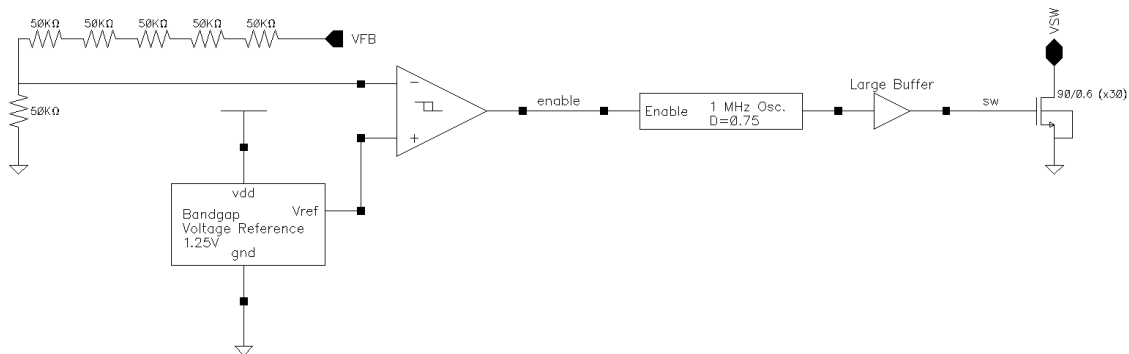 50KΩ 50KΩ 50KΩ 50KΩ 50KΩ
VFB
50KΩ
vdd
Bandgap
Voltage Reference
1.25V
gnd
Vref
−
+
enable
Enable 1 MHz Osc.
D=0.75
Large Buffer
sw
VSW
90/0.6 (x30)